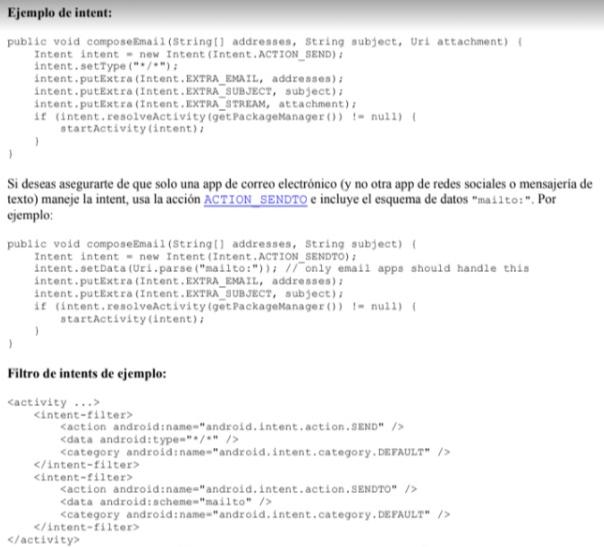 Ejemplo de intent:
public void composeEmail(String[] addresses, String subject, Uri attachment) {
Intent intent = new Intent(Intent.ACTION_SEND);
intent.setType("*/*");
intent.putExtra(Intent.EXTRA_EMAIL, addresses);
intent.putExtra(Intent.EXTRA_SUBJECT, subject);
intent.putExtra(Intent.EXTRA_STREAM, attachment);
if (intent.resolveActivity(getPackageManager()) != null) {
startActivity(intent);
}
}
Si deseas asegurarte de que solo una app de correo electrónico (y no otra app de redes sociales o mensajería de
texto) maneje la intent, usa la acción ACTION_SENDTO e incluye el esquema de datos "mailto:". Por
ejemplo:
public void composeEmail(String[] addresses, String subject) {
Intent intent = new Intent(Intent.ACTION_SENDTO);
intent.setData(Uri.parse("mailto:")); // only email apps should handle this
intent.putExtra(Intent.EXTRA_EMAIL, addresses);
intent.putExtra(Intent.EXTRA_SUBJECT, subject);
if (intent.resolveActivity(getPackageManager()) != null) {
startActivity(intent);
}
}
Filtro de intents de ejemplo:
<activity ...>
<intent-filter>
<action android:name="android.intent.action.SEND" />
<data android:type="*/*" />
<category android:name="android.intent.category.DEFAULT" />
</intent-filter>
<intent-filter>
<action android:name="android.intent.action.SENDTO" />
<data android:scheme="mailto" />
<category android:name="android.intent.category.DEFAULT" />
</intent-filter>
</activity>